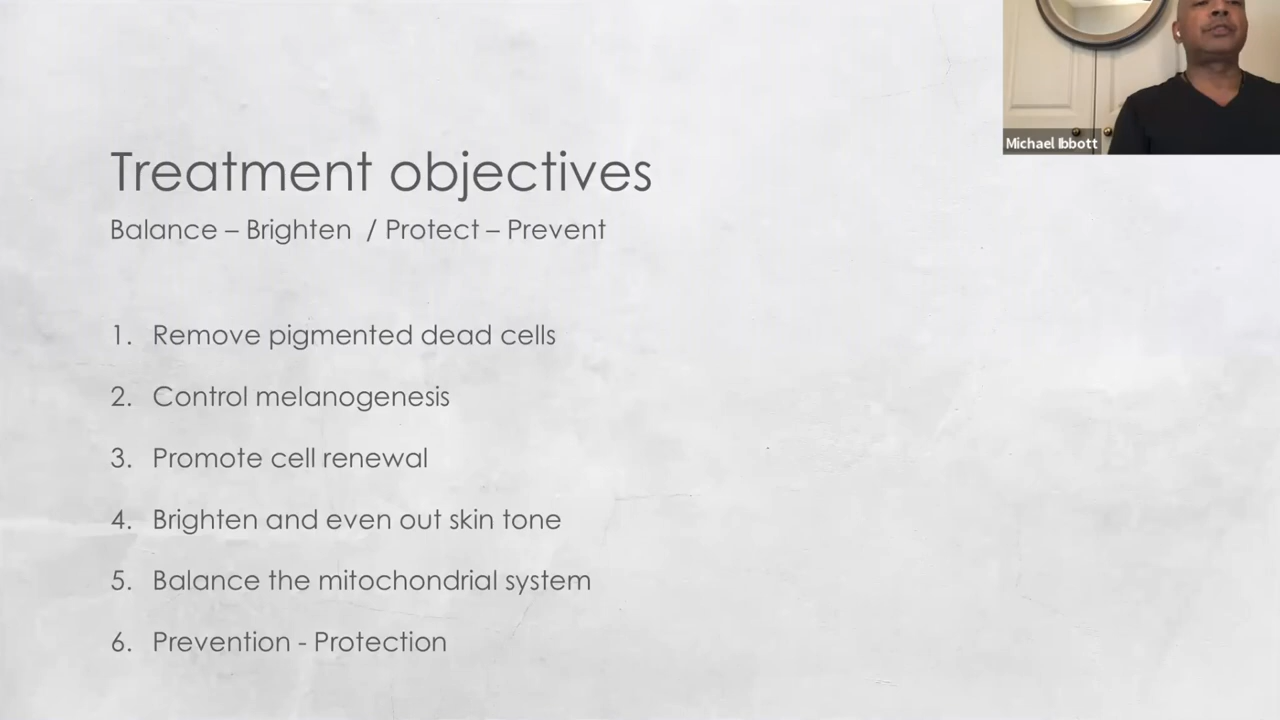 Michael Ibbott
Treatment objectives
Balance – Brighten / Protect – Prevent
1. Remove pigmented dead cells
2. Control melanogenesis
3. Promote cell renewal
4. Brighten and even out skin tone
5. Balance the mitochondrial system
6. Prevention - Protection